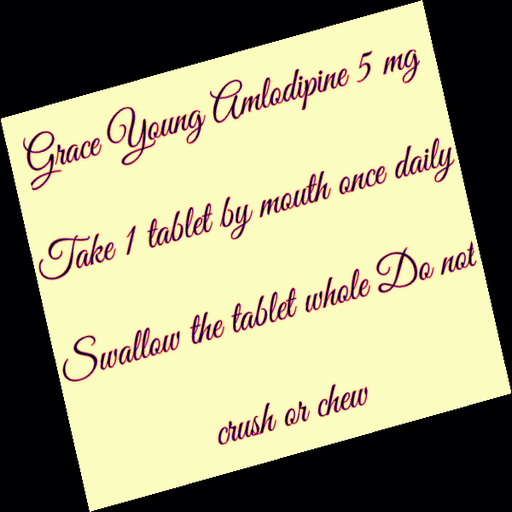 Grace Young Amlodipine 5 mg
Take 1 tablet by mouth once daily
Swallow the tablet whole Do not
crush or chew